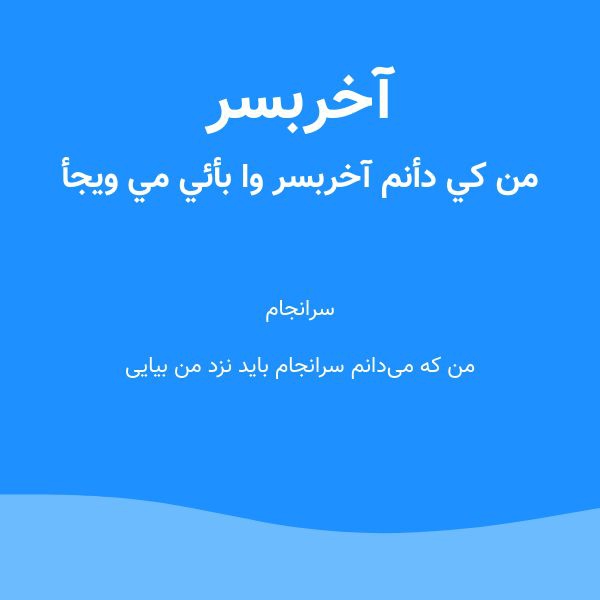 آخربسر
من كي دأنم آخربسر وا بأئي مي ويجأ
سرانجام
من که می‌دانم سرانجام باید نزد من بیایی